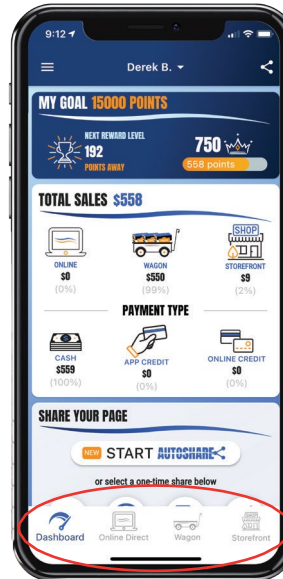 9:12
Derek B.
MY GOAL 15000 POINTS
NEXT REWARD LEVEL
192
POINTS AWAY
750
558 points
TOTAL SALES $558
SHOP
ONLINE
$0
(0%)
WAGON
$550
(99%)
STOREFRONT
$9
(2%)
PAYMENT TYPE
CASH
$559
(100%)
APP CREDIT
$0
(0%)
ONLINE CREDIT
$0
(0%)
SHARE YOUR PAGE
NEW START AUTOSHARE
or select a one-time share below
Dashboard
Online Direct
Wagon
Storefront